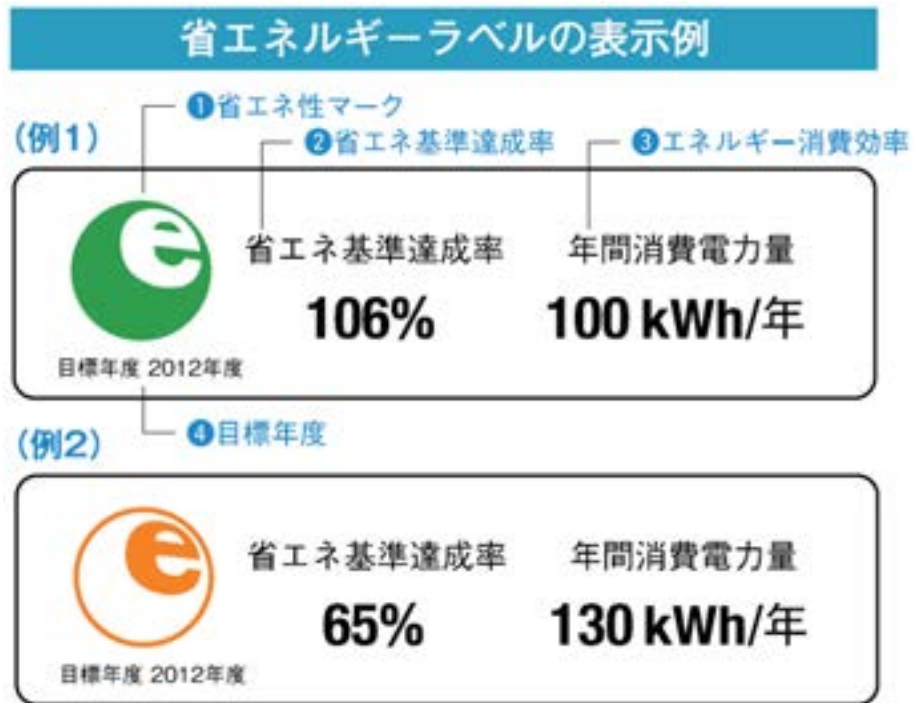 省エネルギーラベルの表示例
❶省エネ性マーク
(例1)
❷省エネ基準達成率
❸エネルギー消費効率
e
省エネ基準達成率
年間消費電力量
106%
100 kWh/年
目標年度 2012年度
❹目標年度
(例2)
e
省エネ基準達成率
年間消費電力量
65%
130 kWh/年
目標年度 2012年度